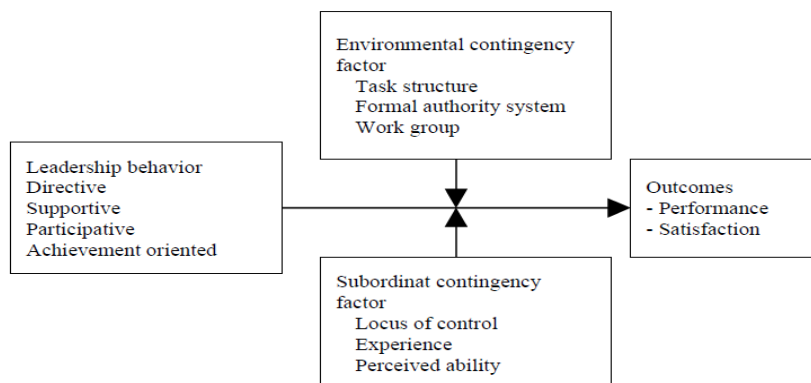 Environmental contingency
factor
Task structure
Formal authority system
Work group
Leadership behavior
Directive
Supportive
Participative
Achievement oriented
Outcomes
- Performance
- Satisfaction
Subordinat contingency
factor
Locus of control
Experience
Perceived ability